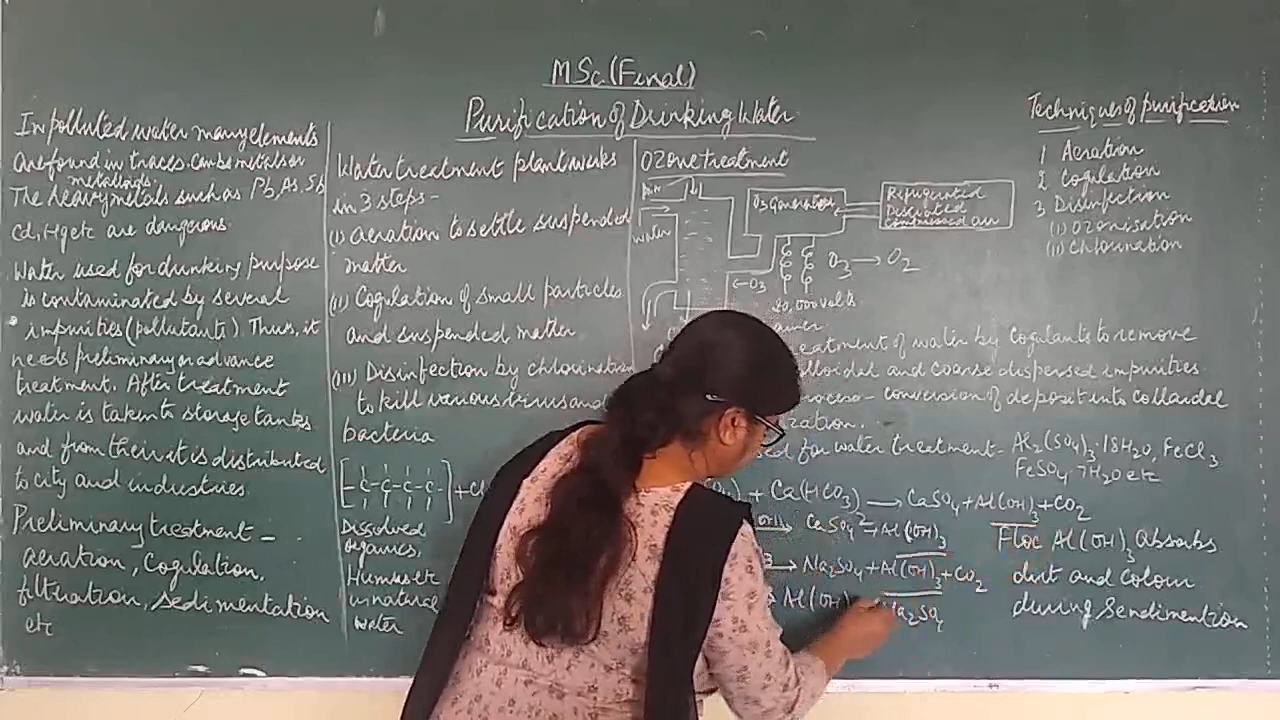 MSc.(Final)
Purification of Drinking Water
In polluted water many elements
are found in traces. Can be metals or
metalloids.
The heavy metals such as Pb, As, Sb
Cd, Hg etc are dangerous.
Water used for drinking purpose
is contaminated by several
impurities (pollutants) Thus, it
needs preliminary or advance
treatment. After treatment
water is taken to storage tanks
and from their it is distributed
to city and industries.
Preliminary treatment -
aeration, Cogulation,
filtration, sedimentation
etc
Water treatment plant works
in 3 steps -
(i) aeration to settle suspended
matter
(ii) Cogulation of small particles
and suspended matter
(iii) Disinfection by chlorination
to kill various virus and
bacteria
-C-C-C-C-
Dissolved
organics,
Humus etc
in natural
water
Ozone treatment
Water
O3 Generator
Refrigerated
Desicated
compressed air
←O3
O3→O2
20,000 volts
eatment of water by Cogulants to remove
olloidal and coarse dispersed impurities.
rocess - conversion of deposit into colloidal
ization.
ed for water treatment- Al2(SO4)3·18H2O, FeCl3
FeSO4·7H2O etc
+ Ca(HCO3)2 → CaSO4+Al(OH)3+CO2
CaSO4+Al(OH)3
→ Na2SO4+Al(OH)3+CO2
Al(OH)
Na2SO4
Floc Al(OH)3 absorbs
dust and colour
during Sendimention
Techniques of purification
1 Aeration
2 Cogulation
3 Disinfection
(i) Ozonisation
(ii) Chlorination